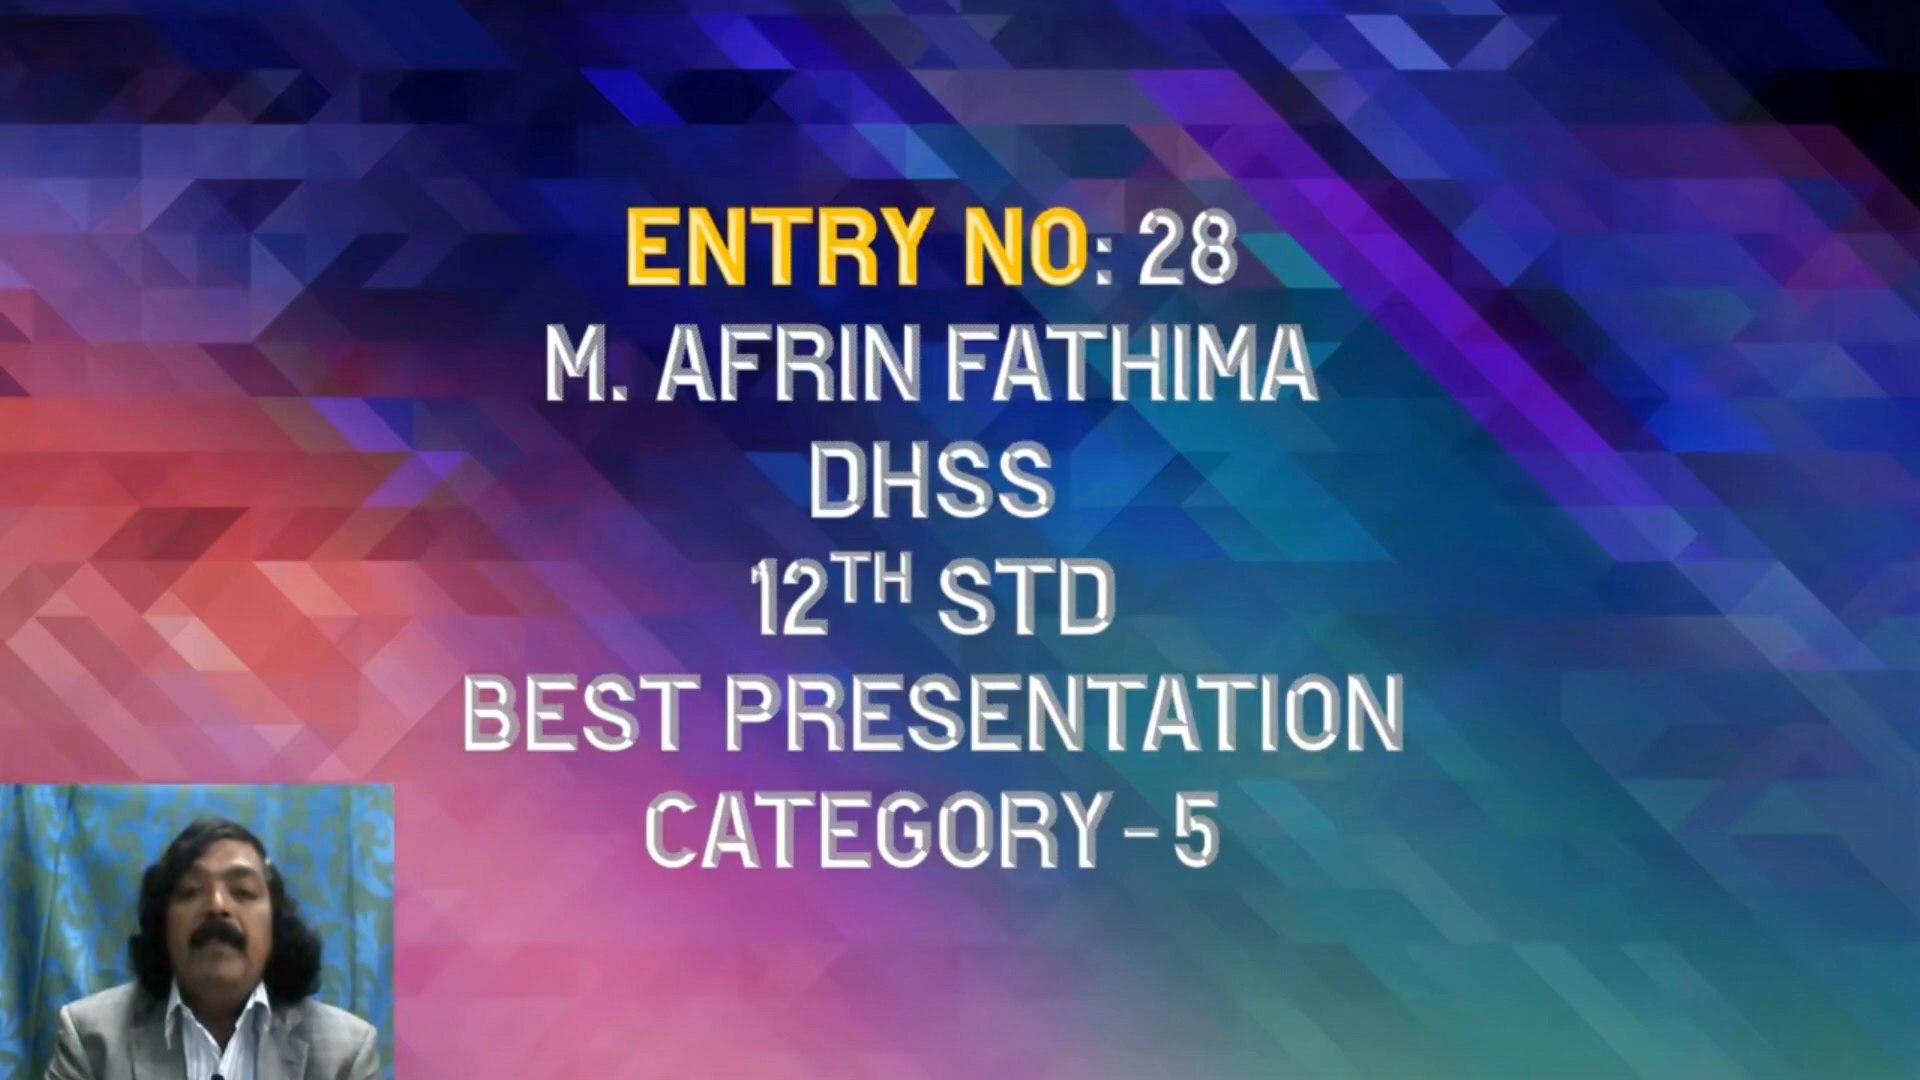 ENTRY NO: 28
M. AFRIN FATHIMA
DHSS
12TH STD
BEST PRESENTATION
CATEGORY-5